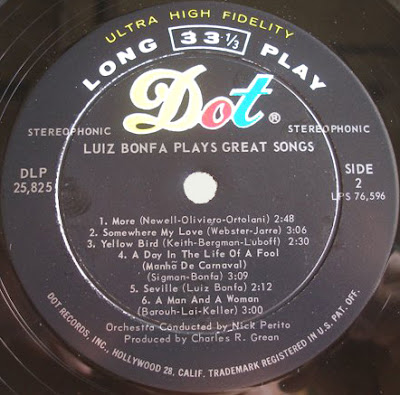 ULTRA HIGH FIDELITY
LONG 33 1/3 PLAY
Dot®
STEREOPHONIC STEREOPHONIC
LUIZ BONFA PLAYS GREAT SONGS
DLP
25,825
SIDE
2
LPS 76,596
1. More (Newell-Oliviero-Ortolani) 2:48
2. Somewhere My Love (Webster-Jarre) 3:06
3. Yellow Bird (Keith-Bergman-Luboff) 2:30
4. A Day In The Life Of A Fool
(Manhã De Carnaval)
(Sigman-Bonfa) 3:09
5. Seville (Luiz Bonfa) 2:12
6. A Man And A Woman
(Barouh-Lai-Keller) 3:00
Orchestra Conducted by Nick Perito
Produced by Charles R. Grean
DOT RECORDS, INC., HOLLYWOOD 28, CALIF. TRADEMARK REGISTERED IN U.S. PAT. OFF.